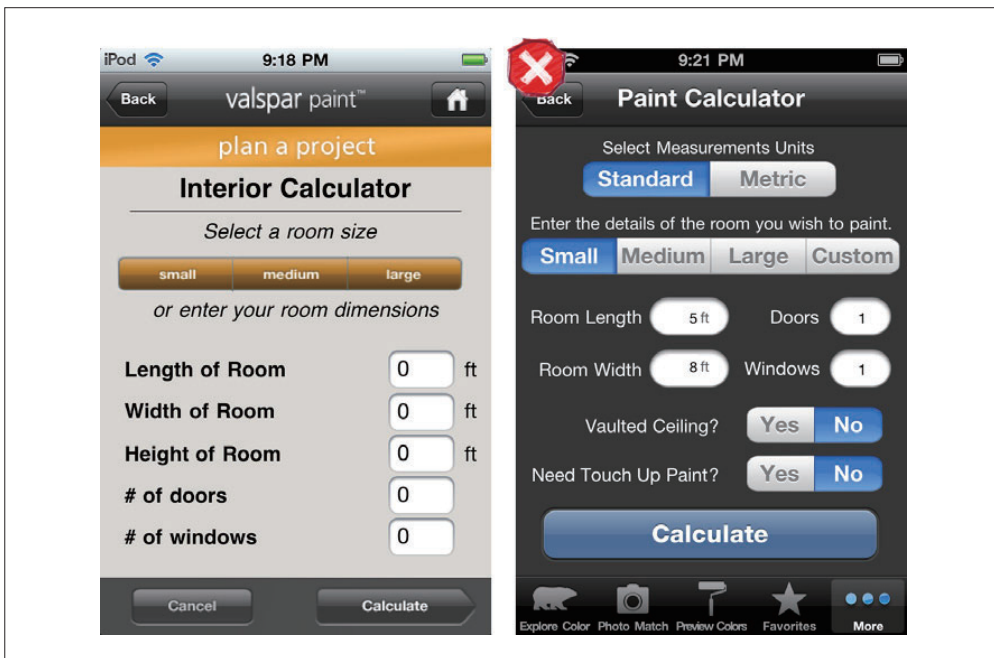 iPod 9:18 PM
Back valspar paint™
plan a project
Interior Calculator
Select a room size
small medium large
or enter your room dimensions
Length of Room 0 ft
Width of Room 0 ft
Height of Room 0 ft
# of doors 0
# of windows 0
Cancel Calculate
9:21 PM
Back Paint Calculator
Select Measurements Units
Standard Metric
Enter the details of the room you wish to paint.
Small Medium Large Custom
Room Length 5 ft Doors 1
Room Width 8 ft Windows 1
Vaulted Ceiling? Yes No
Need Touch Up Paint? Yes No
Calculate
Explore Color Photo Match Preview Colors Favorites More